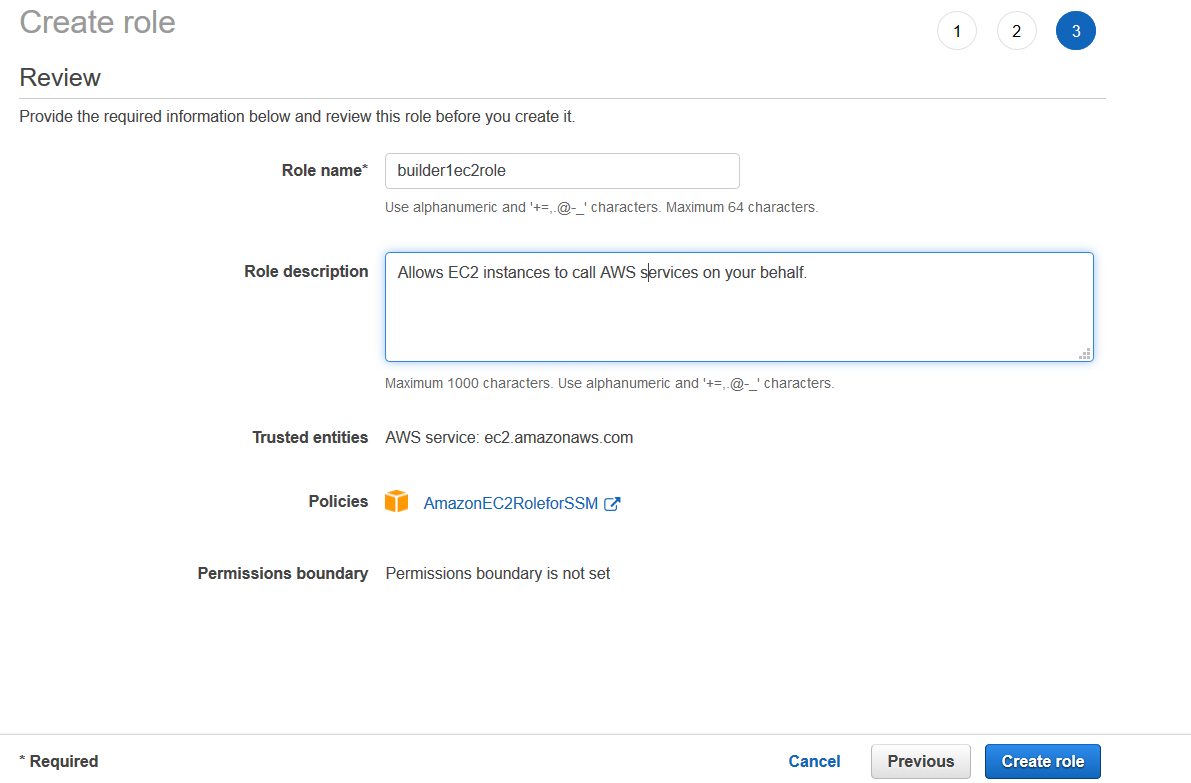 Create role
1 2 3
Review
Provide the required information below and review this role before you create it.
Role name* builder1ec2role
Use alphanumeric and '+=,.@-_' characters. Maximum 64 characters.
Role description Allows EC2 instances to call AWS services on your behalf.
Maximum 1000 characters. Use alphanumeric and '+=,.@-_' characters.
Trusted entities AWS service: ec2.amazonaws.com
Policies AmazonEC2RoleforSSM
Permissions boundary Permissions boundary is not set
* Required Cancel Previous Create role